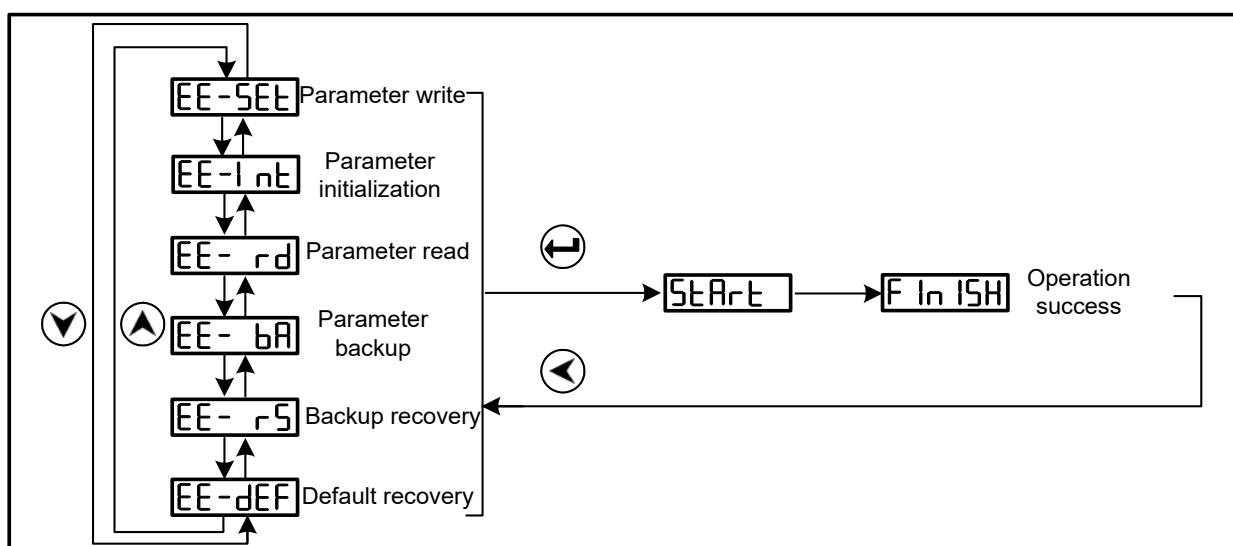 EE-SEt
Parameter write
EE-Int
Parameter
initialization
EE- rd
Parameter read
EE- bA
Parameter
backup
EE- rS
Backup recovery
EE-dEF
Default recovery
StArt
FInISH
Operation
success